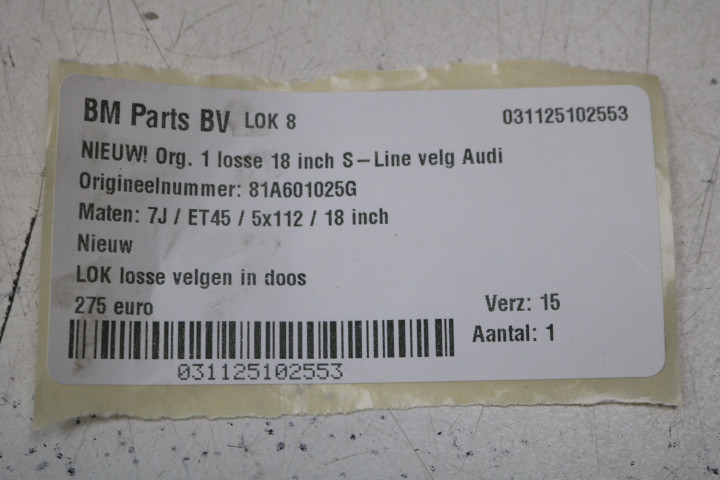 BM Parts BV LOK 8 031125102553
NIEUW! Org. 1 losse 18 inch S-Line velg Audi
Origineelnummer: 81A601025G
Maten: 7J / ET45 / 5x112 / 18 inch
Nieuw
LOK losse velgen in doos
275 euro Verz: 15
Aantal: 1
031125102553